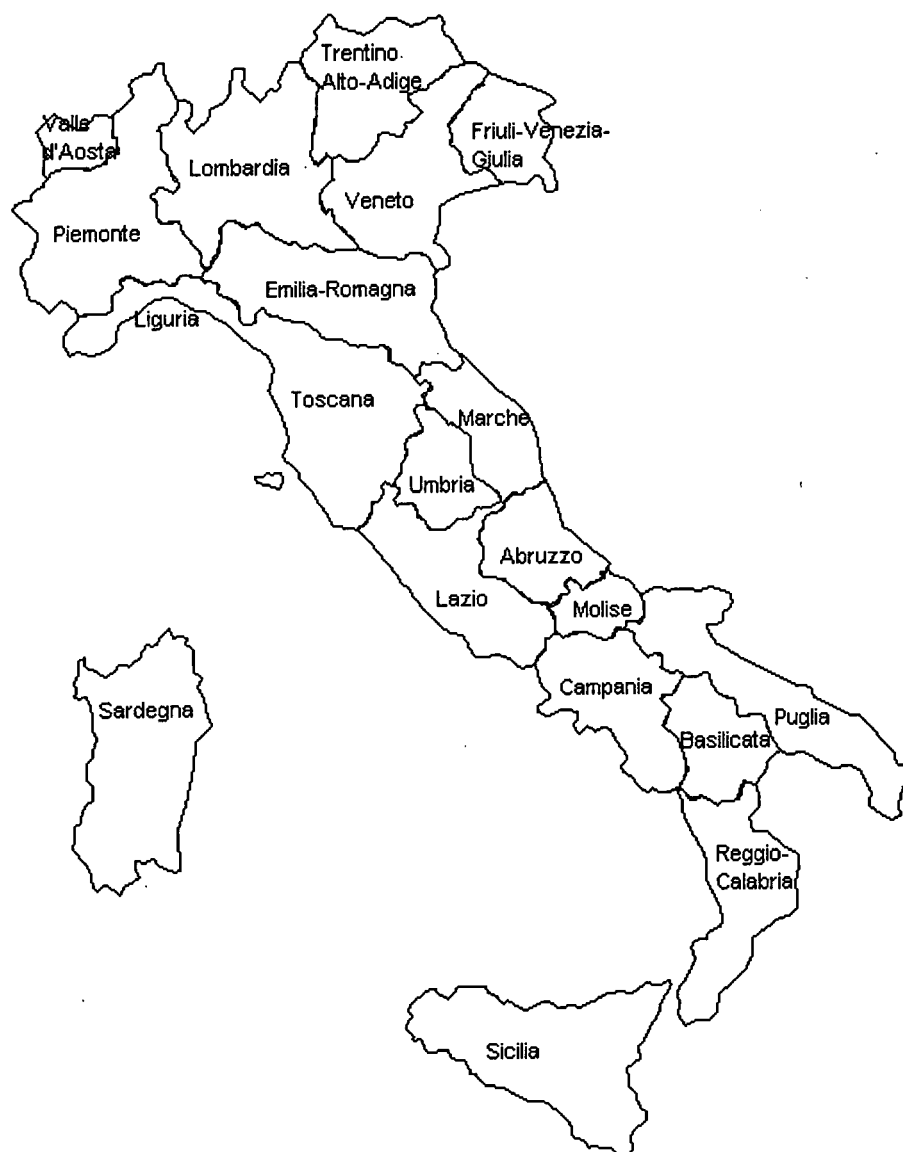 Trentino
Alto-Adige
Valle
d'Aosta
Friuli-Venezia-
Giulia
Lombardia
Veneto
Piemonte
Emilia-Romagna
Liguria
Toscana
Marche
Umbria
Abruzzo
Lazio
Molise
Sardegna
Campania
Puglia
Basilicata
Reggio-
Calabria
Sicilia